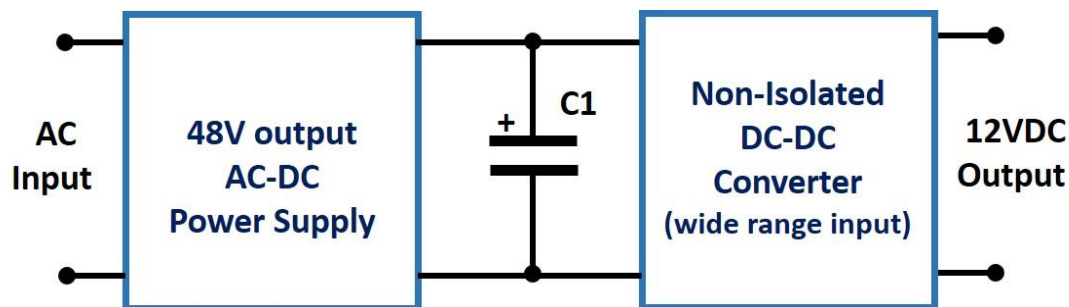 AC
Input
48V output
AC-DC
Power Supply
+
C1
Non-Isolated
DC-DC
Converter
(wide range input)
12VDC
Output